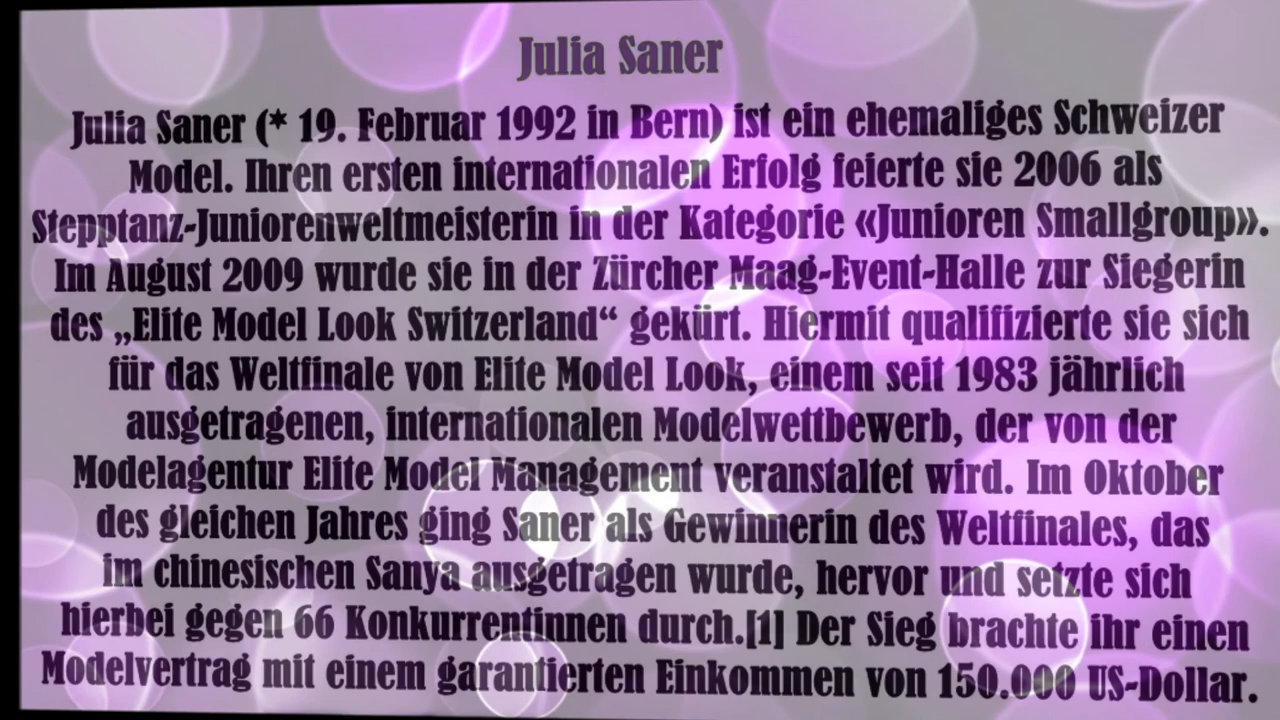 Julia Saner
Julia Saner (* 19. Februar 1992 in Bern) ist ein ehemaliges Schweizer
Model. Ihren ersten internationalen Erfolg feierte sie 2006 als
Stepptanz-Juniorenweltmeisterin in der Kategorie «Junioren Smallgroup».
Im August 2009 wurde sie in der Zürcher Maag-Event-Halle zur Siegerin
des „Elite Model Look Switzerland“ gekürt. Hiermit qualifizierte sie sich
für das Weltfinale von Elite Model Look, einem seit 1983 jährlich
ausgetragenen, internationalen Modelwettbewerb, der von der
Modelagentur Elite Model Management veranstaltet wird. Im Oktober
des gleichen Jahres ging Saner als Gewinnerin des Weltfinales, das
im chinesischen Sanya ausgetragen wurde, hervor und setzte sich
hierbei gegen 66 Konkurrentinnen durch.[1] Der Sieg brachte ihr einen
Modelvertrag mit einem garantierten Einkommen von 150.000 US-Dollar.